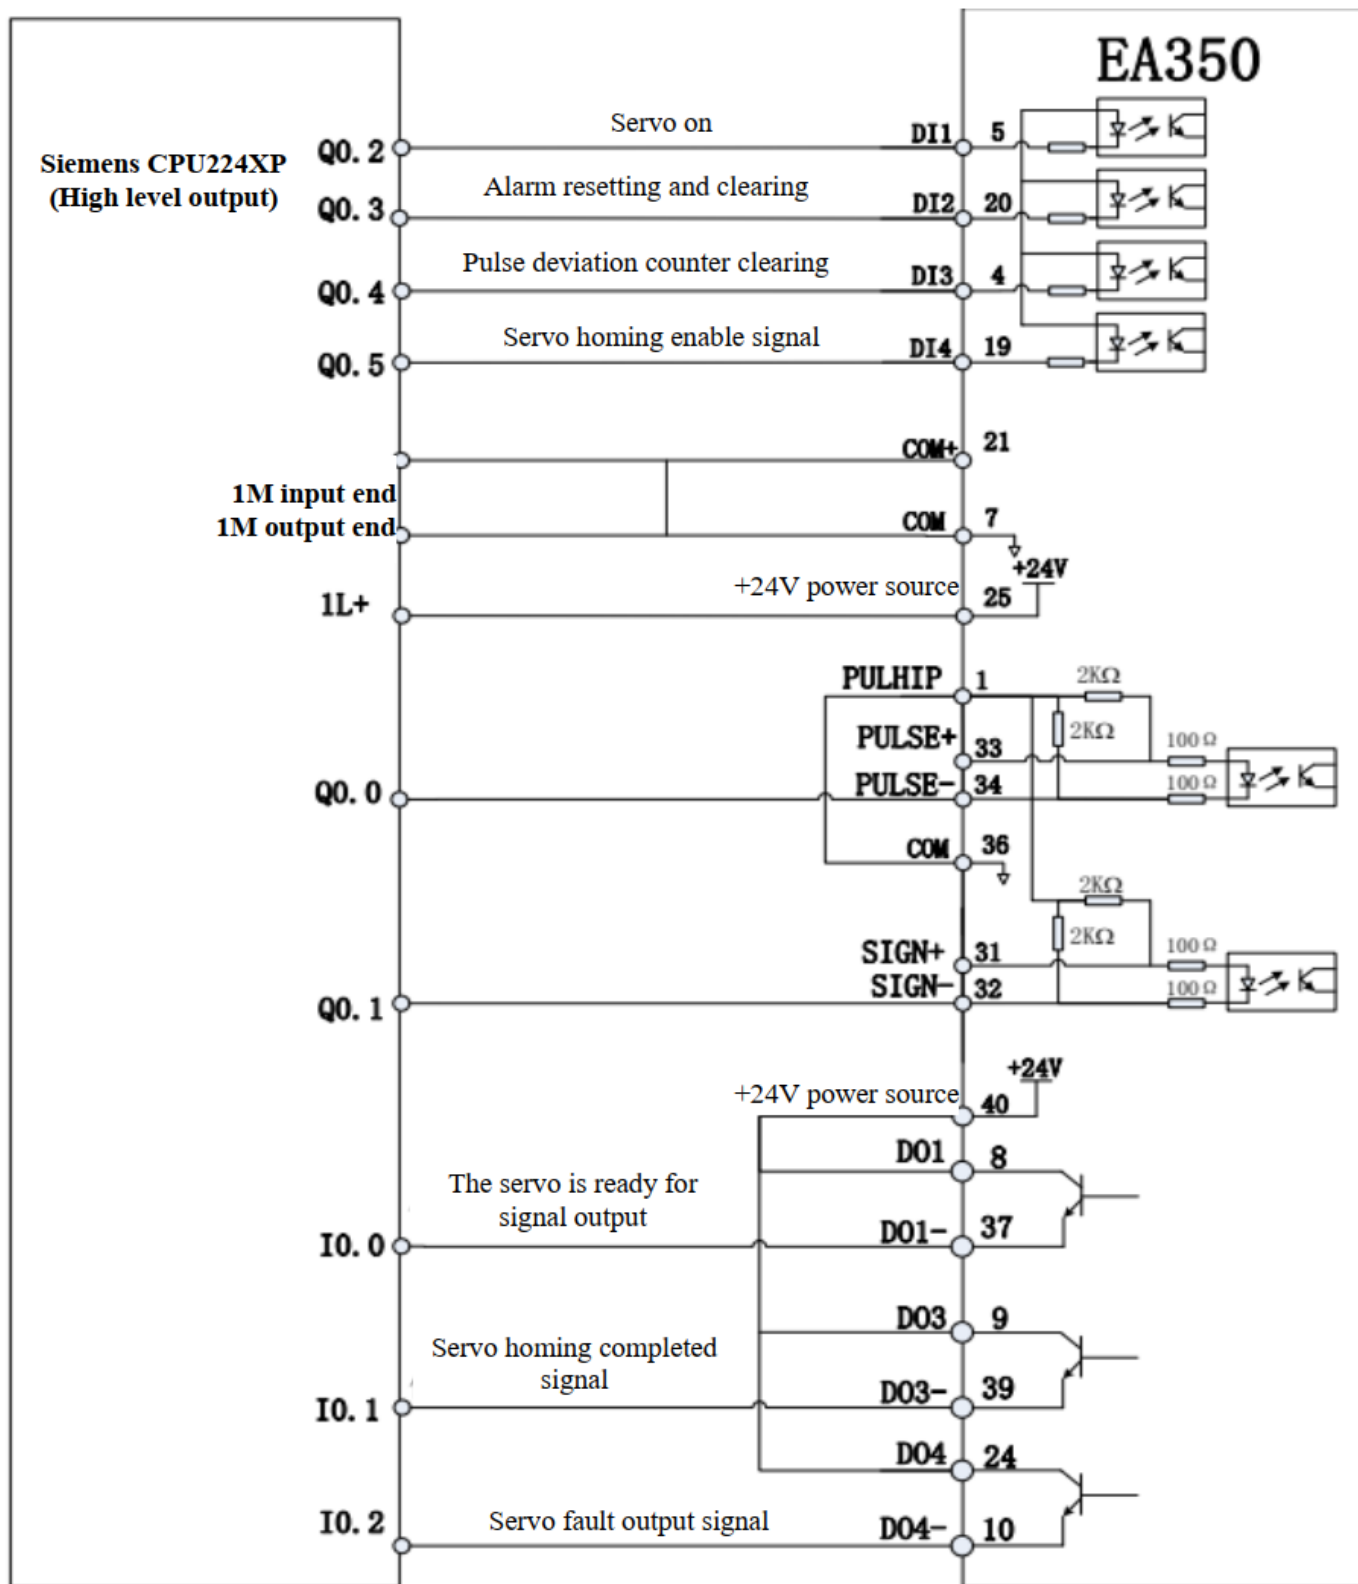 EA350
Siemens CPU224XP
(High level output)
Q0.2
Servo on
DI1
5
Q0.3
Alarm resetting and clearing
DI2
20
Q0.4
Pulse deviation counter clearing
DI3
4
Q0.5
Servo homing enable signal
DI4
19
COM+
21
1M input end
1M output end
COM
7
+24V
1L+
+24V power source
25
PULHIP
1
2KΩ
2KΩ
PULSE+
33
100Ω
Q0.0
PULSE-
34
100Ω
COM
36
2KΩ
2KΩ
SIGN+
31
100Ω
Q0.1
SIGN-
32
100Ω
+24V
+24V power source
40
DO1
8
The servo is ready for
signal output
I0.0
DO1-
37
DO3
9
Servo homing completed
signal
I0.1
DO3-
39
DO4
24
I0.2
Servo fault output signal
DO4-
10